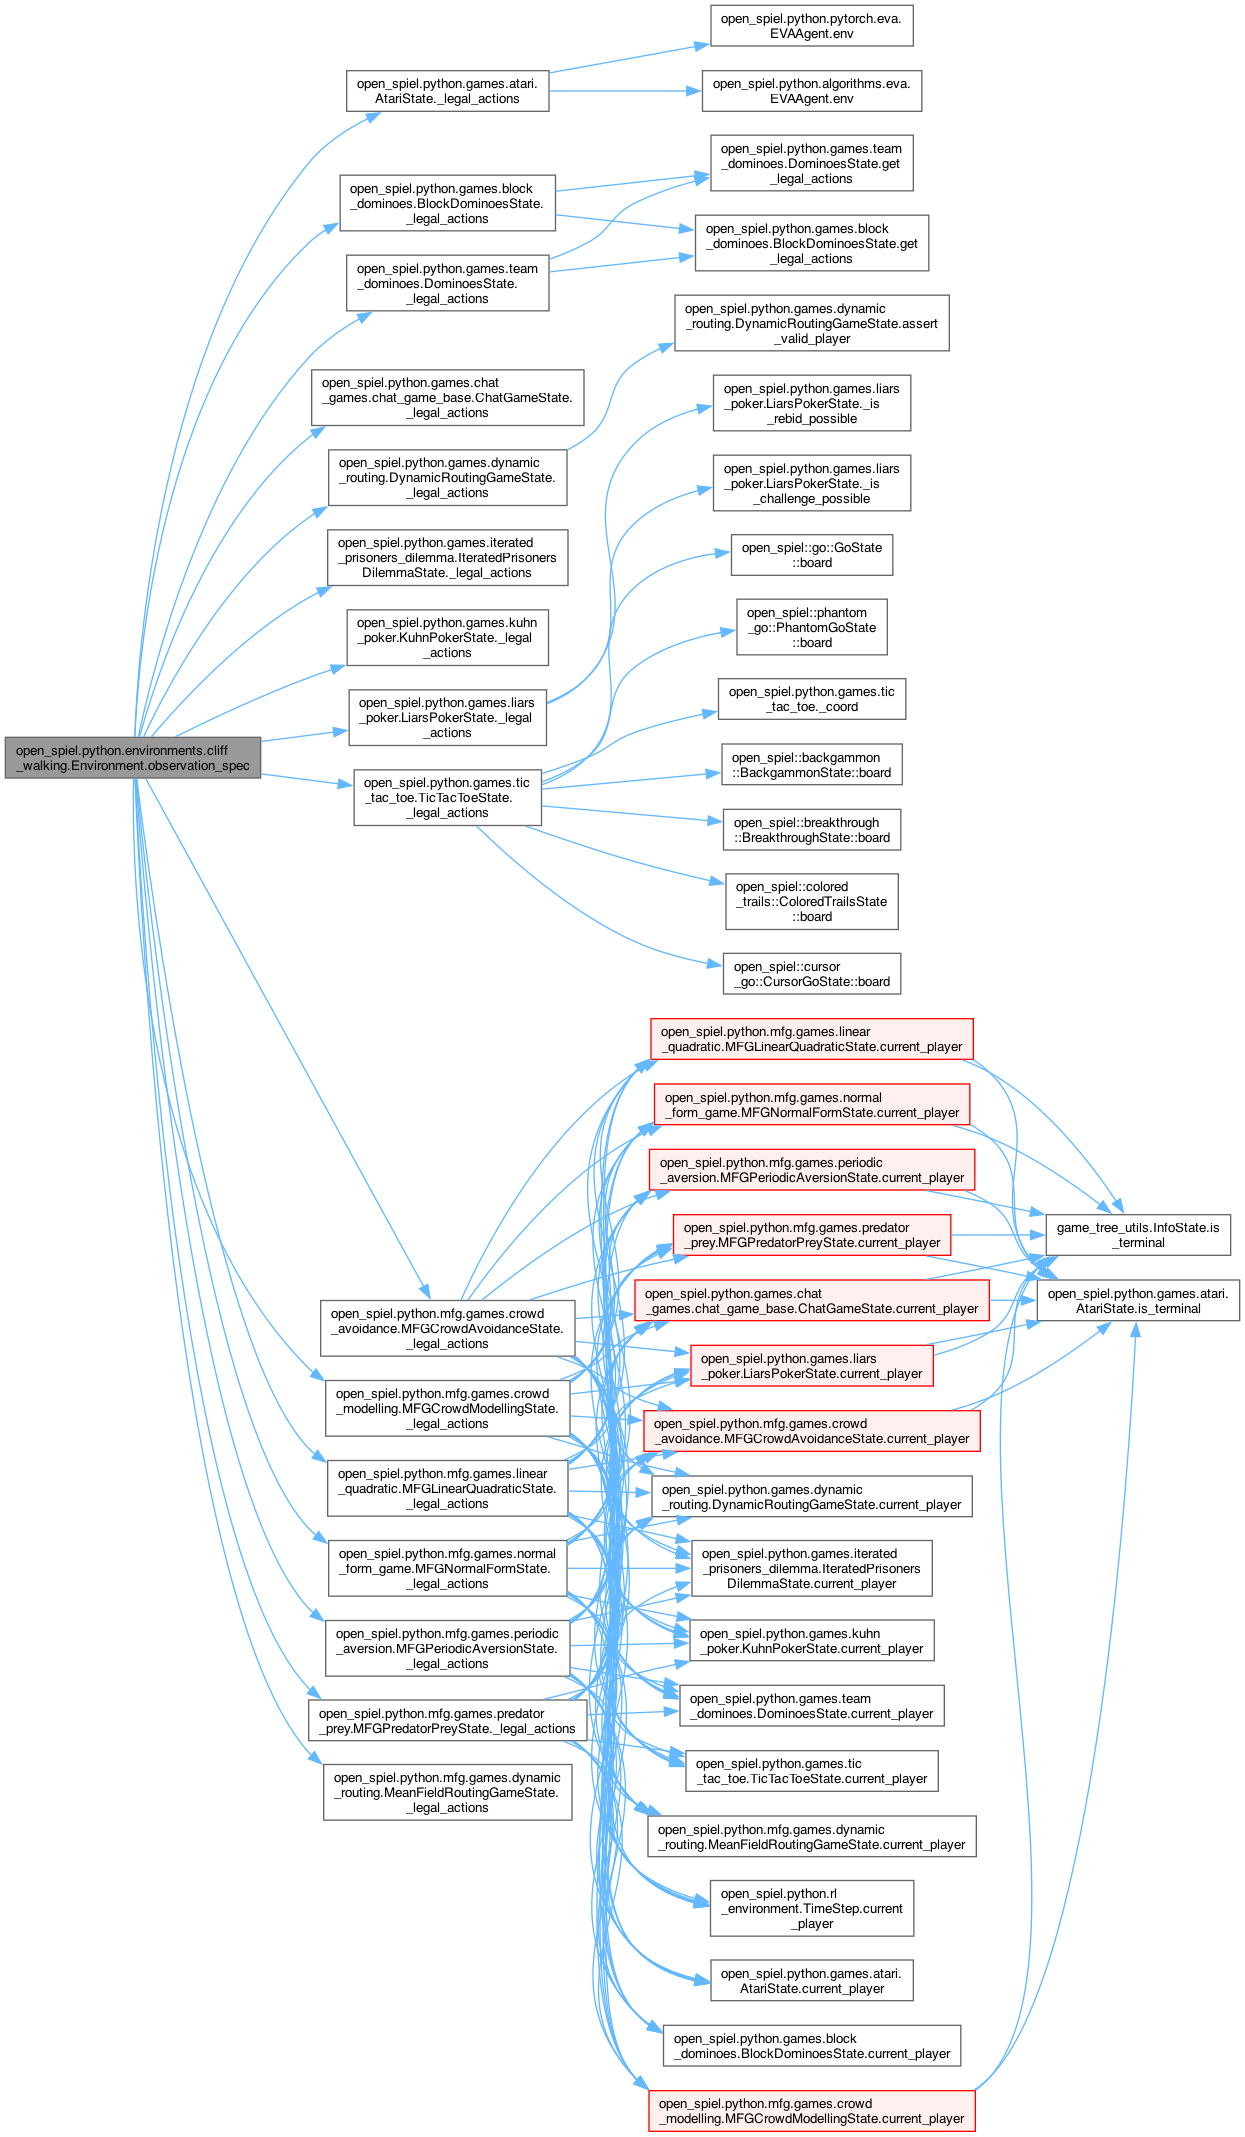 open_spiel.python.environments.cliff
_walking.Environment.observation_spec
open_spiel.python.games.atari.
AtariState._legal_actions
open_spiel.python.games.block
_dominoes.BlockDominoesState.
_legal_actions
open_spiel.python.games.team
_dominoes.DominoesState.
_legal_actions
open_spiel.python.games.chat
_games.chat_game_base.ChatGameState.
_legal_actions
open_spiel.python.games.dynamic
_routing.DynamicRoutingGameState.
_legal_actions
open_spiel.python.games.iterated
_prisoners_dilemma.IteratedPrisoners
DilemmaState._legal_actions
open_spiel.python.games.kuhn
_poker.KuhnPokerState._legal
_actions
open_spiel.python.games.liars
_poker.LiarsPokerState._legal
_actions
open_spiel.python.games.tic
_tac_toe.TicTacToeState.
_legal_actions
open_spiel.python.mfg.games.crowd
_avoidance.MFGCrowdAvoidanceState.
_legal_actions
open_spiel.python.mfg.games.crowd
_modelling.MFGCrowdModellingState.
_legal_actions
open_spiel.python.mfg.games.linear
_quadratic.MFGLinearQuadraticState.
_legal_actions
open_spiel.python.mfg.games.normal
_form_game.MFGNormalFormState.
_legal_actions
open_spiel.python.mfg.games.periodic
_aversion.MFGPeriodicAversionState.
_legal_actions
open_spiel.python.mfg.games.predator
_prey.MFGPredatorPreyState._legal_actions
open_spiel.python.mfg.games.dynamic
_routing.MeanFieldRoutingGameState.
_legal_actions
open_spiel.python.pytorch.eva.
EVAAgent.env
open_spiel.python.algorithms.eva.
EVAAgent.env
open_spiel.python.games.team
_dominoes.DominoesState.get
_legal_actions
open_spiel.python.games.block
_dominoes.BlockDominoesState.get
_legal_actions
open_spiel.python.games.dynamic
_routing.DynamicRoutingGameState.assert
_valid_player
open_spiel.python.games.liars
_poker.LiarsPokerState._is
_rebid_possible
open_spiel.python.games.liars
_poker.LiarsPokerState._is
_challenge_possible
open_spiel::go::GoState
::board
open_spiel::phantom
_go::PhantomGoState
::board
open_spiel.python.games.tic
_tac_toe._coord
open_spiel::backgammon
::BackgammonState::board
open_spiel::breakthrough
::BreakthroughState::board
open_spiel::colored
_trails::ColoredTrailsState
::board
open_spiel::cursor
_go::CursorGoState::board
open_spiel.python.mfg.games.linear
_quadratic.MFGLinearQuadraticState.current_player
open_spiel.python.mfg.games.normal
_form_game.MFGNormalFormState.current_player
open_spiel.python.mfg.games.periodic
_aversion.MFGPeriodicAversionState.current_player
open_spiel.python.mfg.games.predator
_prey.MFGPredatorPreyState.current_player
open_spiel.python.games.chat
_games.chat_game_base.ChatGameState.current_player
open_spiel.python.games.liars
_poker.LiarsPokerState.current_player
open_spiel.python.mfg.games.crowd
_avoidance.MFGCrowdAvoidanceState.current_player
open_spiel.python.games.dynamic
_routing.DynamicRoutingGameState.current_player
open_spiel.python.games.iterated
_prisoners_dilemma.IteratedPrisoners
DilemmaState.current_player
open_spiel.python.games.kuhn
_poker.KuhnPokerState.current_player
open_spiel.python.games.team
_dominoes.DominoesState.current_player
open_spiel.python.games.tic
_tac_toe.TicTacToeState.current_player
open_spiel.python.mfg.games.dynamic
_routing.MeanFieldRoutingGameState.current_player
open_spiel.python.rl
_environment.TimeStep.current
_player
open_spiel.python.games.atari.
AtariState.current_player
open_spiel.python.games.block
_dominoes.BlockDominoesState.current_player
open_spiel.python.mfg.games.crowd
_modelling.MFGCrowdModellingState.current_player
game_tree_utils.InfoState.is
_terminal
open_spiel.python.games.atari.
AtariState.is_terminal